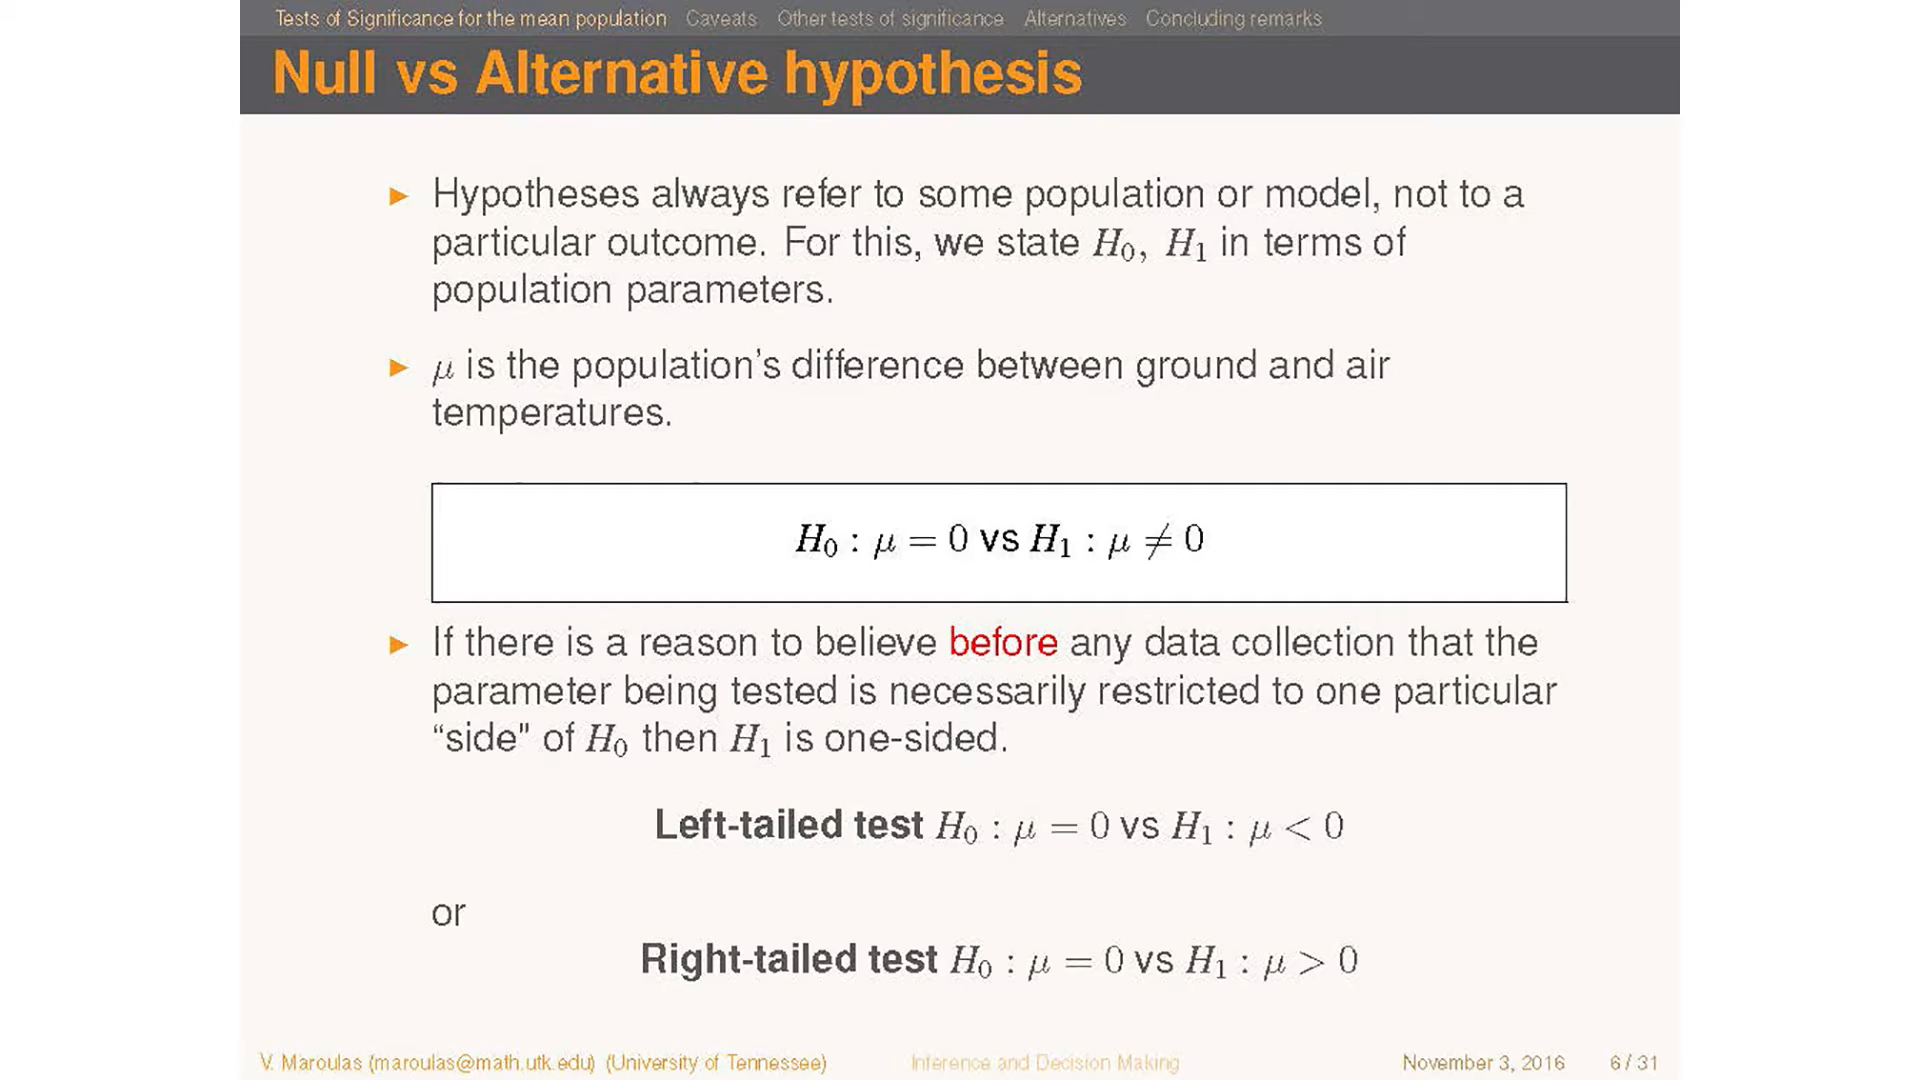 Tests of Significance for the mean population Caveats Other tests of significance Alternatives Concluding remarks
Null vs Alternative hypothesis
▶ Hypotheses always refer to some population or model, not to a
particular outcome. For this, we state H₀, H₁ in terms of
population parameters.
▶ μ is the population's difference between ground and air
temperatures.
H₀ : μ = 0 vs H₁ : μ ≠ 0
▶ If there is a reason to believe before any data collection that the
parameter being tested is necessarily restricted to one particular
“side" of H₀ then H₁ is one-sided.
Left-tailed test H₀ : μ = 0 vs H₁ : μ < 0
or
Right-tailed test H₀ : μ = 0 vs H₁ : μ > 0
V. Maroulas (maroulas@math.utk.edu) (University of Tennessee) Inference and Decision Making November 3, 2016 6 / 31